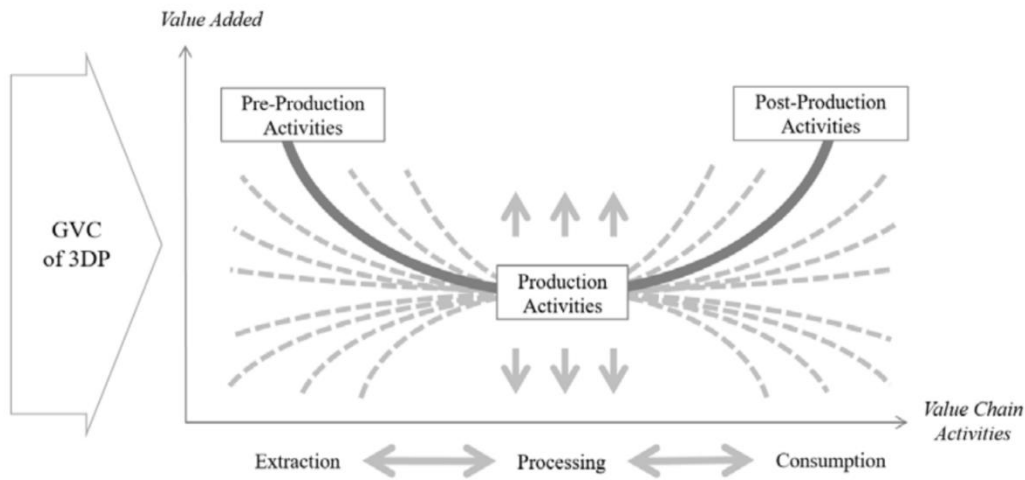 Value Added
Pre-Production
Activities
Post-Production
Activities
GVC
of 3DP
Production
Activities
Value Chain
Activities
Extraction
Processing
Consumption